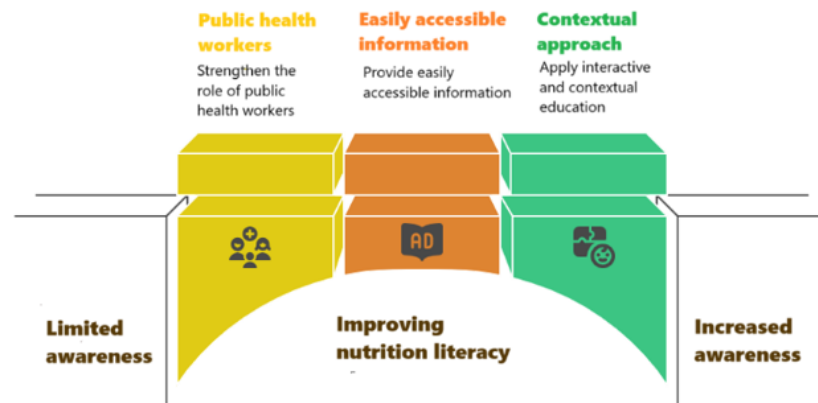 Public health
workers
Strengthen the
role of public
health workers
Easily accessible
information
Provide easily
accessible information
Contextual
approach
Apply interactive
and contextual
education
AD
Limited
awareness
Improving
nutrition literacy
Increased
awareness